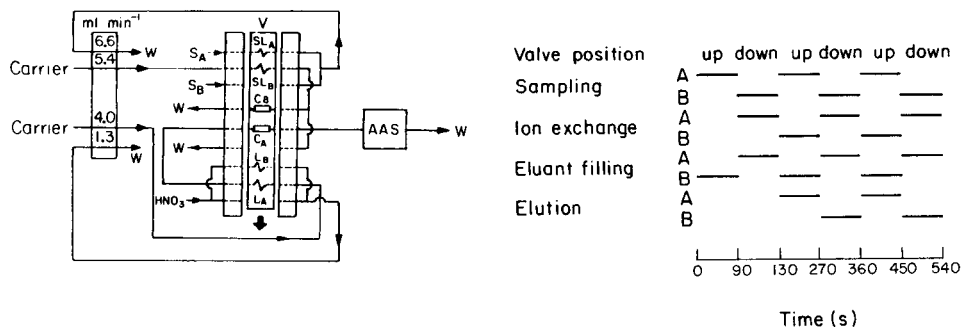 ml min⁻¹
6.6
W
5.4
Carrier
4.0
Carrier
1.3
W
V
SL_A
S_A
S_B
SL_B
C_B
W
C_A
W
L_B
HNO₃
L_A
AAS
W
Valve position up down up down up down
Sampling
A
B
Ion exchange
A
B
Eluant filling
A
B
Elution
A
B
0 90 130 270 360 450 540
Time (s)